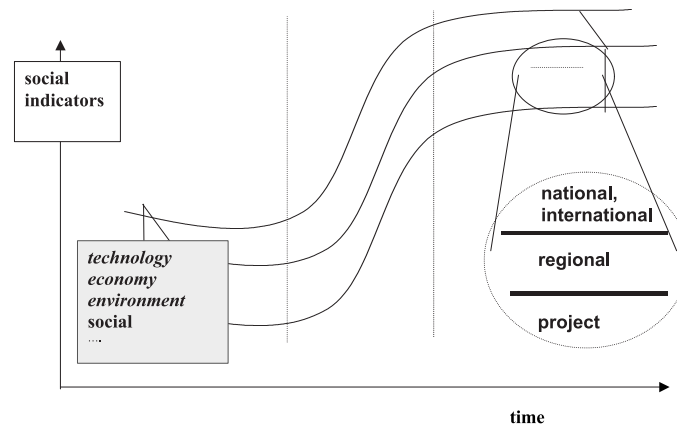 social
indicators
technology
economy
environment
social
….
national,
international
regional
project
time